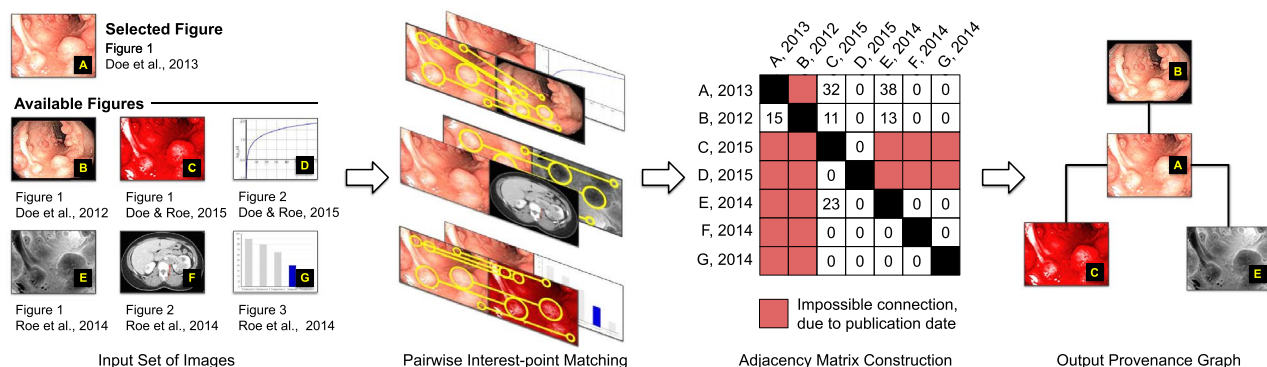 Selected Figure
Figure 1
Doe et al., 2013
A
Available Figures
B
C
D
Figure 1
Doe et al., 2012
Figure 1
Doe & Roe, 2015
Figure 2
Doe & Roe, 2015
E
F
G
Figure 1
Roe et al., 2014
Figure 2
Roe et al., 2014
Figure 3
Roe et al., 2014
Input Set of Images
Pairwise Interest-point Matching
A, 2013
B, 2012
C, 2015
D, 2015
E, 2014
F, 2014
G, 2014
A, 2013 32 0 38 0 0
B, 2012 15 11 0 13 0 0
C, 2015 0
D, 2015 0
E, 2014 23 0 0 0
F, 2014 0 0 0 0
G, 2014 0 0 0 0
Impossible connection,
due to publication date
Adjacency Matrix Construction
B
A
C
E
Output Provenance Graph